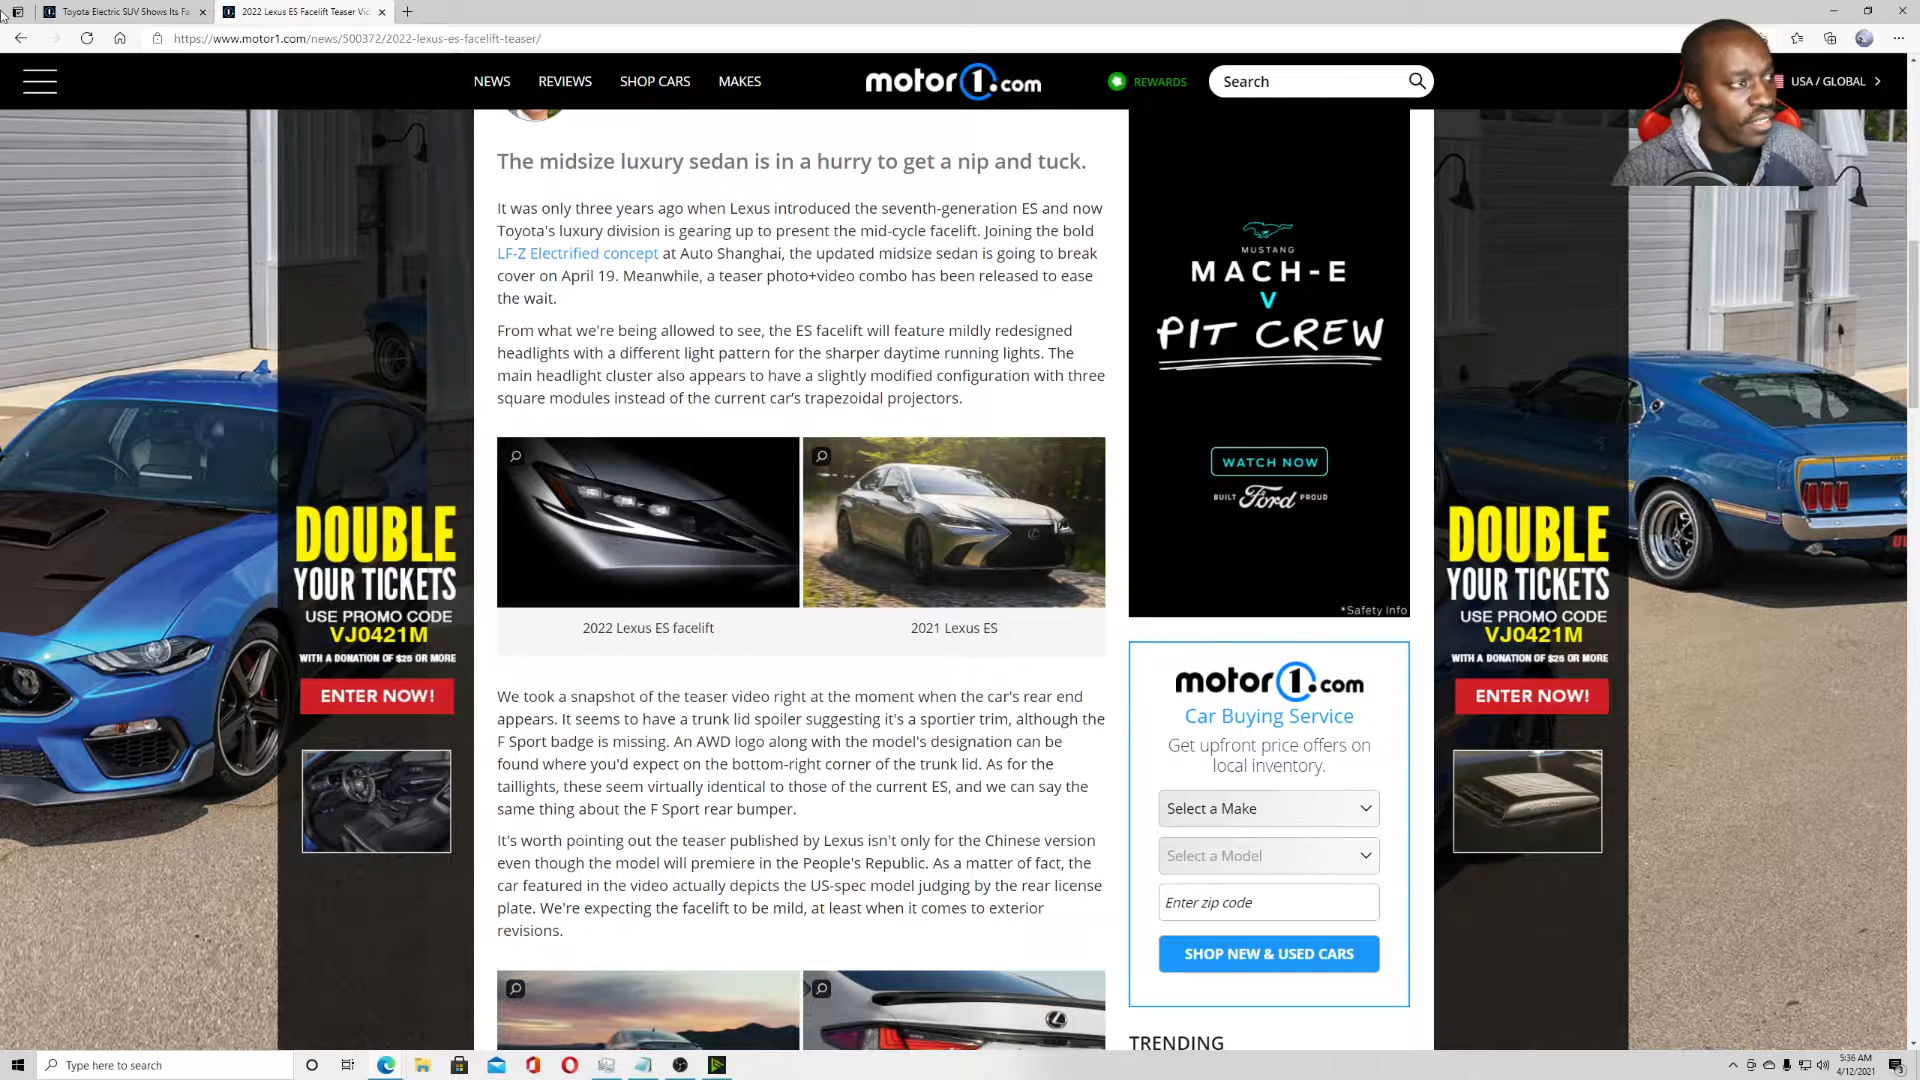 Toyota Electric SUV Shows Its Fa
2022 Lexus ES Facelift Teaser Vid
https://www.motor1.com/news/500372/2022-lexus-es-facelift-teaser/
NEWS
REVIEWS
SHOP CARS
MAKES
motor1.com
REWARDS
Search
USA / GLOBAL
The midsize luxury sedan is in a hurry to get a nip and tuck.
It was only three years ago when Lexus introduced the seventh-generation ES and now
Toyota's luxury division is gearing up to present the mid-cycle facelift. Joining the bold
LF-Z Electrified concept at Auto Shanghai, the updated midsize sedan is going to break
cover on April 19. Meanwhile, a teaser photo+video combo has been released to ease
the wait.
From what we're being allowed to see, the ES facelift will feature mildly redesigned
headlights with a different light pattern for the sharper daytime running lights. The
main headlight cluster also appears to have a slightly modified configuration with three
square modules instead of the current car's trapezoidal projectors.
2022 Lexus ES facelift
2021 Lexus ES
We took a snapshot of the teaser video right at the moment when the car's rear end
appears. It seems to have a trunk lid spoiler suggesting it's a sportier trim, although the
F Sport badge is missing. An AWD logo along with the model's designation can be
found where you'd expect on the bottom-right corner of the trunk lid. As for the
taillights, these seem virtually identical to those of the current ES, and we can say the
same thing about the F Sport rear bumper.
It's worth pointing out the teaser published by Lexus isn't only for the Chinese version
even though the model will premiere in the People's Republic. As a matter of fact, the
car featured in the video actually depicts the US-spec model judging by the rear license
plate. We're expecting the facelift to be mild, at least when it comes to exterior
revisions.
MUSTANG
MACH-E
V
PIT CREW
WATCH NOW
BUILT Ford PROUD
*Safety Info
motor1.com
Car Buying Service
Get upfront price offers on
local inventory.
Select a Make
Select a Model
Enter zip code
SHOP NEW & USED CARS
TRENDING
DOUBLE
YOUR TICKETS
USE PROMO CODE
VJ0421M
WITH A DONATION OF $25 OR MORE
ENTER NOW!
DOUBLE
YOUR TICKETS
USE PROMO CODE
VJ0421M
WITH A DONATION OF $25 OR MORE
ENTER NOW!
Type here to search
5:36 AM
4/12/2021